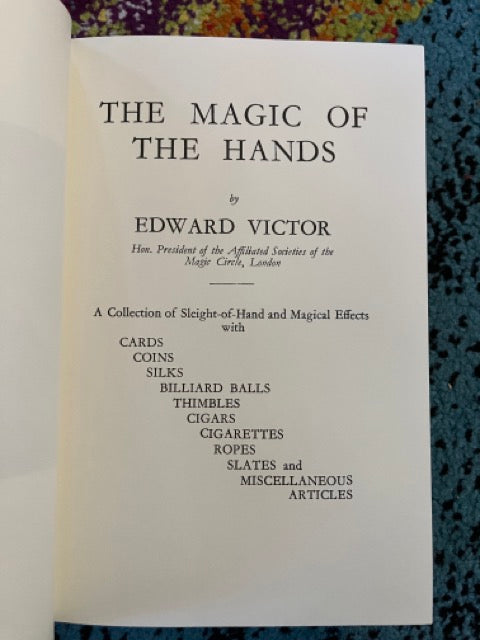 THE MAGIC OF
THE HANDS
by
EDWARD VICTOR
Hon. President of the Affiliated Societies of the
Magic Circle, London
A Collection of Sleight-of-Hand and Magical Effects
with
CARDS
COINS
SILKS
BILLIARD BALLS
THIMBLES
CIGARS
CIGARETTES
ROPES
SLATES and
MISCELLANEOUS
ARTICLES